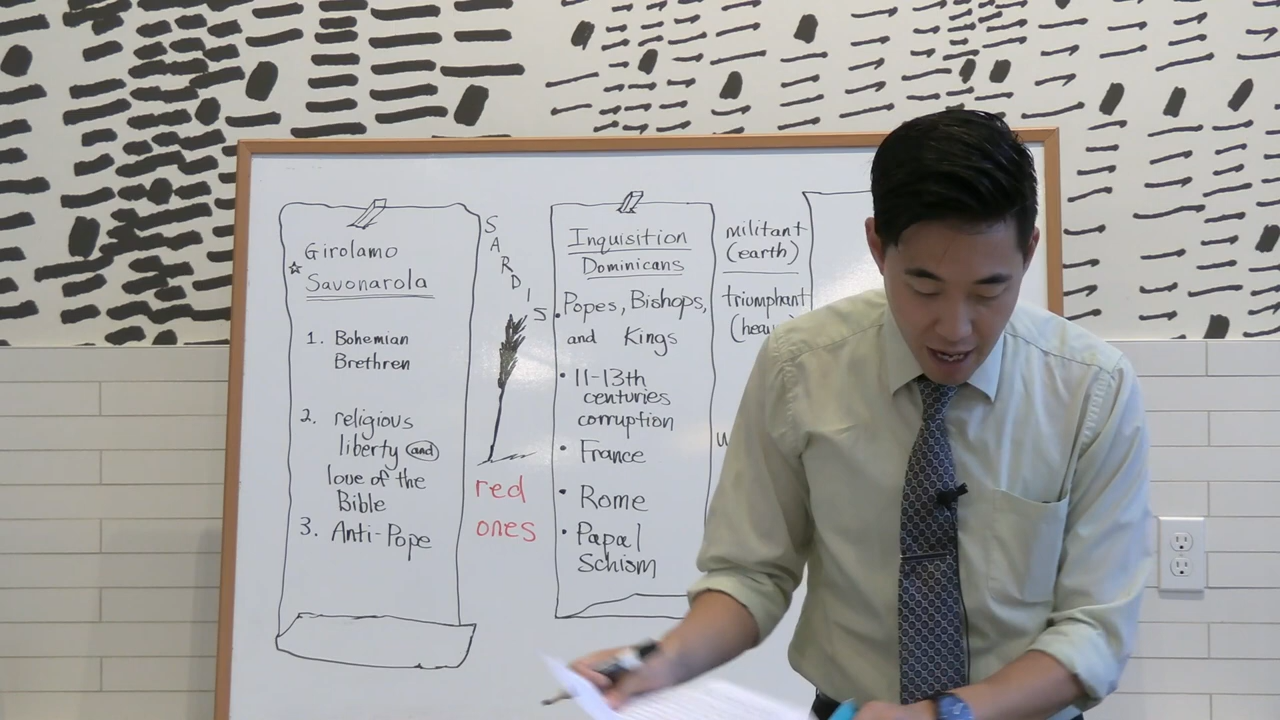 Girolamo
Savonarola
1. Bohemian
Brethren
2. religious
liberty and
love of the
Bible
3. Anti-Pope
SARDIS
red
ones
Inquisition
Dominicans
Popes, Bishops,
and Kings
11-13th
centuries
corruption
France
Rome
Papal
Schism
militant
(earth)
triumphant